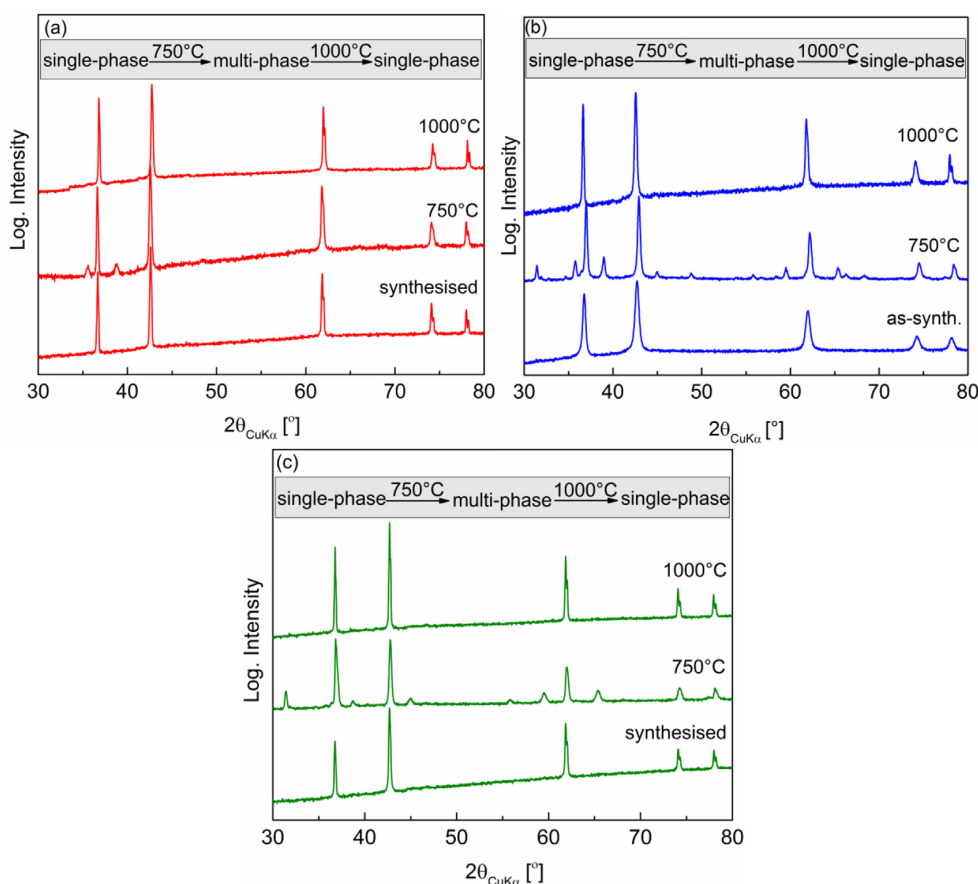 (a)
750°C 1000°C
single-phase multi-phase single-phase
1000°C
750°C
synthesised
Log. Intensity
30 40 50 60 70 80
2θCuKα [°]
(b)
750°C 1000°C
single-phase multi-phase single-phase
1000°C
750°C
as-synth.
Log. Intensity
30 40 50 60 70 80
2θCuKα [°]
(c)
750°C 1000°C
single-phase multi-phase single-phase
1000°C
750°C
synthesised
Log. Intensity
30 40 50 60 70 80
2θCuKα [°]